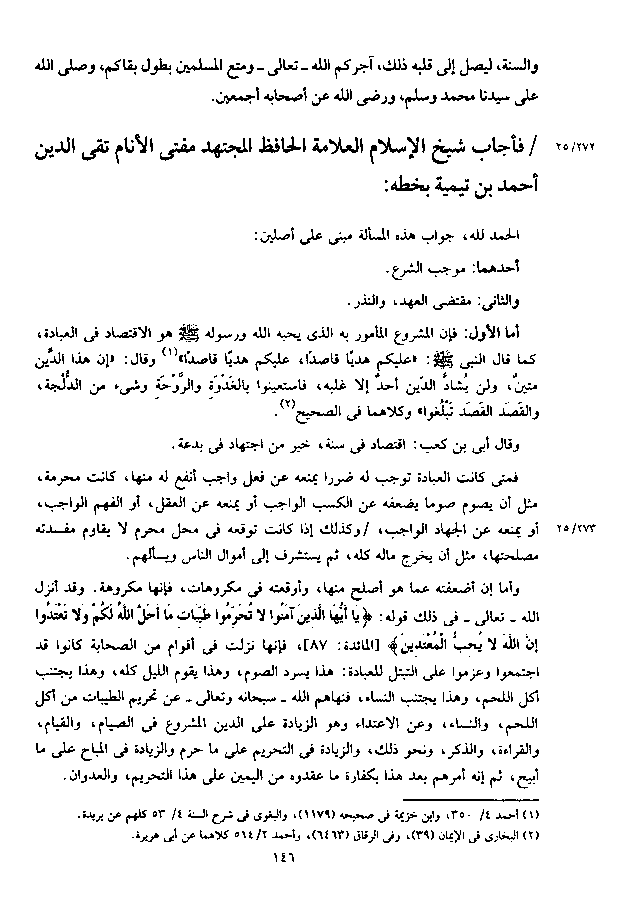 والسنة، ليصل إلى قلبه ذلك، آجركم الله ـ تعالى ـ ومتع المسلمين بطول بقاكم، وصلى الله
على سيدنا محمد وسلم، ورضى الله عن أصحابه أجمعين.
٢٥/٢٧٢ / فأجاب شيخ الإسلام العلامة الحافظ المجتهد مفتى الأنام تقى الدين
أحمد بن تيمية بخطه:
الحمد لله، جواب هذه المسألة مبنى على أصلين:
أحدهما: موجب الشرع.
والثانى: مقتضى العهد، والنذر.
أما الأول: فإن المشروع المأمور به الذى يحبه الله ورسوله ﷺ هو الاقتصاد فى العبادة،
كما قال النبى ﷺ: «عليكم هديًا قاصدًا، عليكم هديًا قاصدًا»(١) وقال: «إن هذا الدِّين
متينٌ، ولن يُشادَّ الدِّين أحدٌ إلا غلبه، فاستعينوا بالغَدْوَةِ والرَّوْحَةِ وشىء من الدُّلْجة،
والقَصْدَ القَصْدَ تَبْلُغوا» وكلاهما فى الصحيح(٢).
وقال أبى بن كعب: اقتصاد فى سنة، خير من اجتهاد فى بدعة.
فمتى كانت العبادة توجب له ضررا يمنعه عن فعل واجب أنفع له منها، كانت محرمة،
مثل أن يصوم صوما يضعفه عن الكسب الواجب أو يمنعه عن العقل، أو الفهم الواجب،
٢٥/٢٧٣ أو يمنعه عن الجهاد الواجب، /وكذلك إذا كانت توقعه فى محل محرم لا يقاوم مفسدته
مصلحتها، مثل أن يخرج ماله كله، ثم يستشرف إلى أموال الناس ويسألهم.
وأما إن أضعفته عما هو أصلح منها، وأوقعته فى مكروهات، فإنها مكروهة. وقد أنزل
الله ـ تعالى ـ فى ذلك قوله: ﴿يَا أَيُّهَا الَّذِينَ آمَنُوا لا تُحَرِّمُوا طَيِّبَاتِ مَا أَحَلَّ اللَّهُ لَكُمْ وَلا تَعْتَدُوا
إِنَّ اللَّهَ لا يُحِبُّ الْمُعْتَدِينَ﴾ [المائدة: ٨٧]، فإنها نزلت فى أقوام من الصحابة كانوا قد
اجتمعوا وعزموا على التبتل للعبادة: هذا يسرد الصوم، وهذا يقوم الليل كله، وهذا يجتنب
أكل اللحم، وهذا يجتنب النساء، فنهاهم الله ـ سبحانه وتعالى ـ عن تحريم الطيبات من أكل
اللحم، والنساء، وعن الاعتداء وهو الزيادة على الدين المشروع فى الصيام، والقيام،
والقراءة، والذكر، ونحو ذلك، والزيادة فى التحريم على ما حرم والزيادة فى المباح على ما
أبيح، ثم إنه أمرهم بعد هذا بكفارة ما عقدوه من اليمين على هذا التحريم، والعدوان.
(١) أحمد ٤/ ٣٥٠، وابن خزيمة فى صحيحه (١١٧٩)، والبغوى فى شرح السنة ٤/ ٥٣ كلهم عن بريدة.
(٢) البخارى فى الإيمان (٣٩)، وفى الرقاق (٦٤٦٣)، وأحمد ٥١٤/٢ كلاهما عن أبى هريرة.
١٤٦